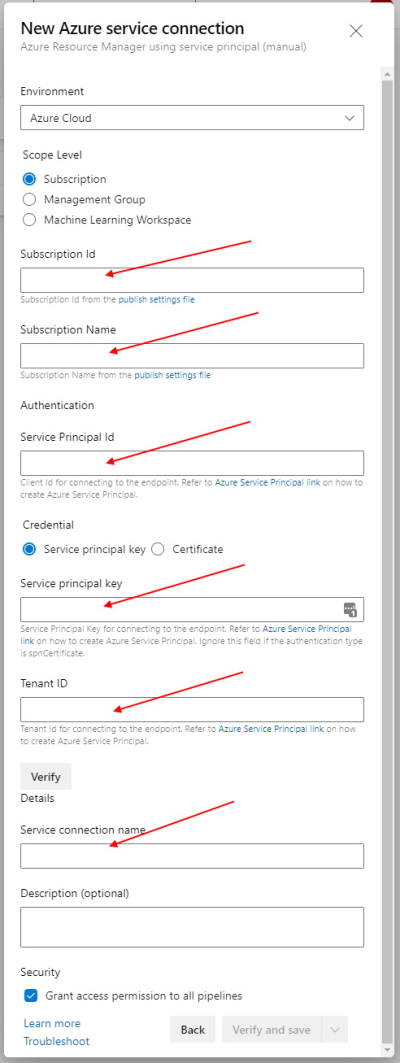 New Azure service connection
Azure Resource Manager using service principal (manual)
Environment
Azure Cloud
Scope Level
Subscription
Management Group
Machine Learning Workspace
Subscription Id
Subscription Id from the publish settings file
Subscription Name
Subscription Name from the publish settings file
Authentication
Service Principal Id
Client Id for connecting to the endpoint. Refer to Azure Service Principal link on how to
create Azure Service Principal.
Credential
Service principal key Certificate
Service principal key
1
Service Principal Key for connecting to the endpoint. Refer to Azure Service Principal
link on how to create Azure Service Principal. Ignore this field if the authentication type
is spnCertificate.
Tenant ID
Tenant Id for connecting to the endpoint. Refer to Azure Service Principal link on how
to create Azure Service Principal.
Verify
Details
Service connection name
Description (optional)
Security
Grant access permission to all pipelines
Learn more
Troubleshoot
Back Verify and save